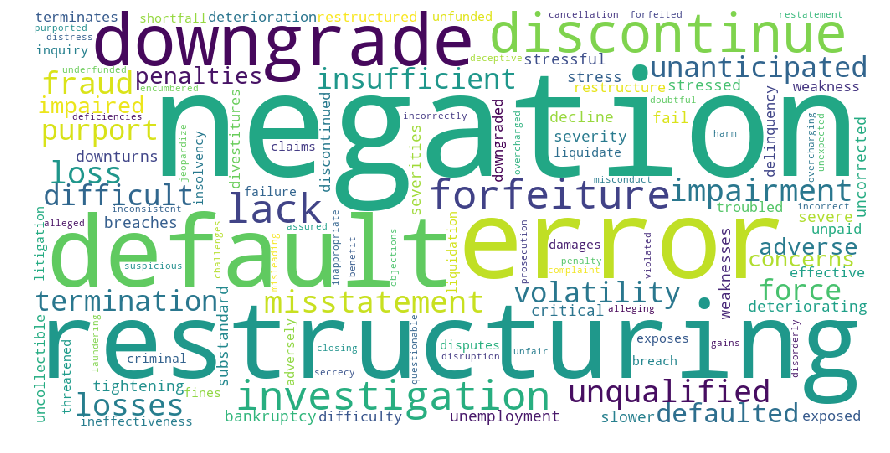 terminates
shortfall
deterioration
restructured
unfunded
cancellation
forfeited
restatement
purported
distress
inquiry
downgrade
discontinue
deceptive
stressful
unanticipated
underfunded
fraud
penalties
insufficient
stress
stressed
weakness
encumbered
restructure
doubtful
impaired
deficiencies
purport
negation
incorrectly
decline
fail
severity
liquidate
harm
downturns
jeopardize
insolvency
divestitures
claims
discontinued
severities
downgraded
overcharged
delinquency
overcharging
unexpected
uncorrected
loss
difficult
failure
lack
forfeiture
misconduct
impairment
inconsistent
alleged
breaches
assured
troubled
incorrect
severe
unpaid
litigation
default
error
suspicious
challenges
misleading
inappropriate
benefit
objections
liquidation
prosecution
damages
penalty
complaint
violated
weaknesses
adverse
concerns
effective
termination
misstatement
volatility
force
substandard
critical
alleging
deteriorating
uncollectible
threatened
laundering
restructuring
criminal
adversely
closing
secrecy
questionable
disputes
disruption
unfair
exposes
breach
gains
disorderly
tightening
fines
investigation
unqualified
losses
ineffectiveness
bankruptcy
difficulty
unemployment
slower
defaulted
exposed